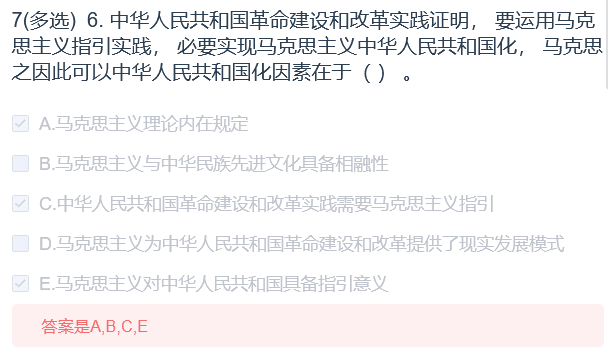 7(多选)  6. 中华人民共和国革命建设和改革实践证明， 要运用马克
思主义指引实践， 必要实现马克思主义中华人民共和国化， 马克思
之因此可以中华人民共和国化因素在于（ ） 。
A.马克思主义理论内在规定
B.马克思主义与中华民族先进文化具备相融性
C.中华人民共和国革命建设和改革实践需要马克思主义指引
D.马克思主义为中华人民共和国革命建设和改革提供了现实发展模式
E.马克思主义对中华人民共和国具备指引意义
答案是A,B,C,E